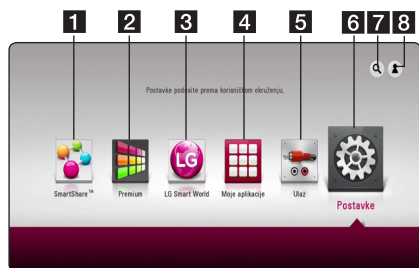 1 2 3 4 5 6 7 8
Postavke podesite prema korisničkom okruženju.
LG
SmartShare™ Premium LG Smart World Moje aplikacije Ulaz
Postavke